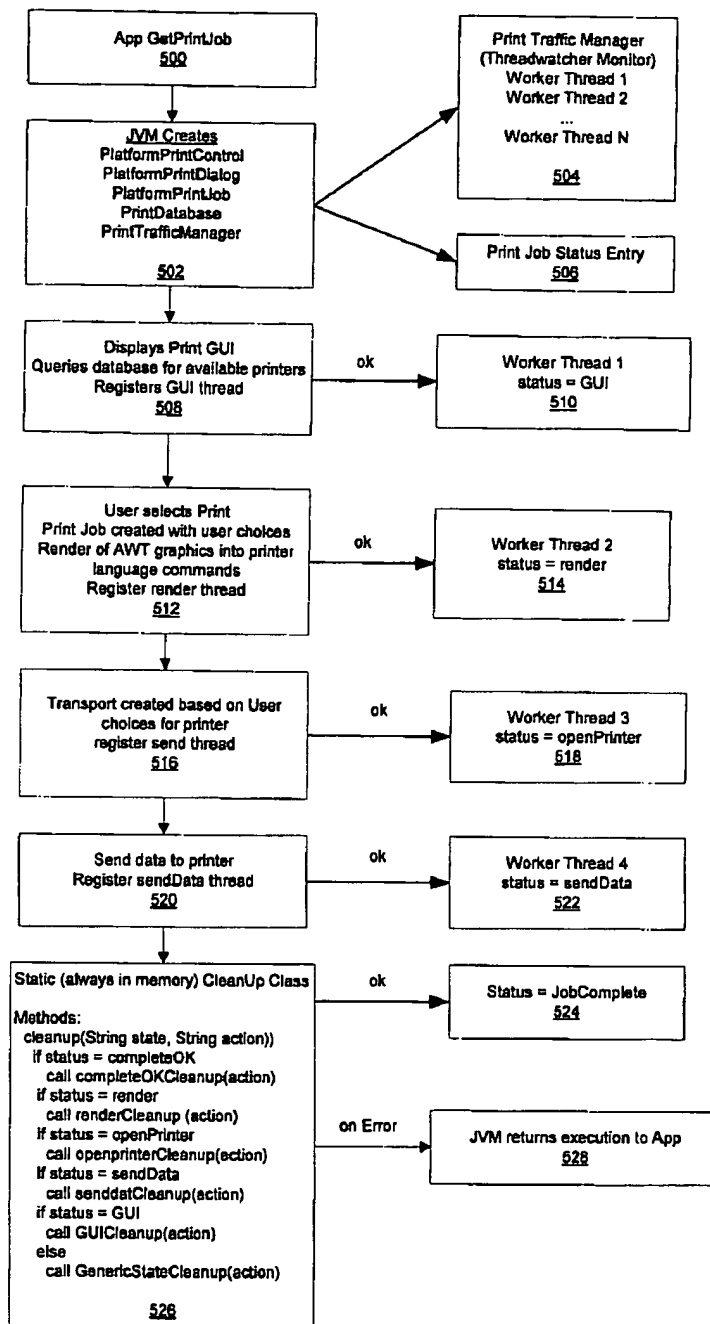 App GetPrintJob
500
Print Traffic Manager
(Threadwatcher Monitor)
Worker Thread 1
Worker Thread 2
...
Worker Thread N
504
JVM Creates
PlatformPrintControl
PlatformPrintDialog
PlatformPrintJob
PrintDatabase
PrintTrafficManager
502
Print Job Status Entry
506
Displays Print GUI
Queries database for available printers
Registers GUI thread
508
ok
Worker Thread 1
status = GUI
510
User selects Print
Print Job created with user choices
Render of AWT graphics into printer
language commands
Register render thread
512
ok
Worker Thread 2
status = render
514
Transport created based on User
choices for printer
register send thread
516
ok
Worker Thread 3
status = openPrinter
518
Send data to printer
Register sendData thread
520
ok
Worker Thread 4
status = sendData
522
Static (always in memory) CleanUp Class
Methods:
cleanup(String state, String action))
if status = completeOK
call completeOKCleanup(action)
if status = render
call renderCleanup (action)
if status = openPrinter
call openprinterCleanup(action)
if status = sendData
call senddatCleanup(action)
if status = GUI
call GUICleanup(action)
else
call GenericStateCleanup(action)
526
ok
Status = JobComplete
524
on Error
JVM returns execution to App
528